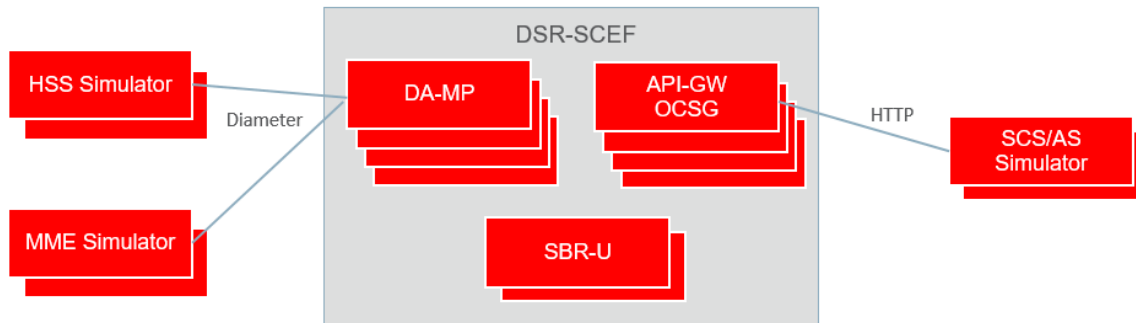 DSR-SCEF
HSS Simulator
DA-MP
API-GW
OCSG
Diameter
HTTP
SCS/AS
Simulator
MME Simulator
SBR-U